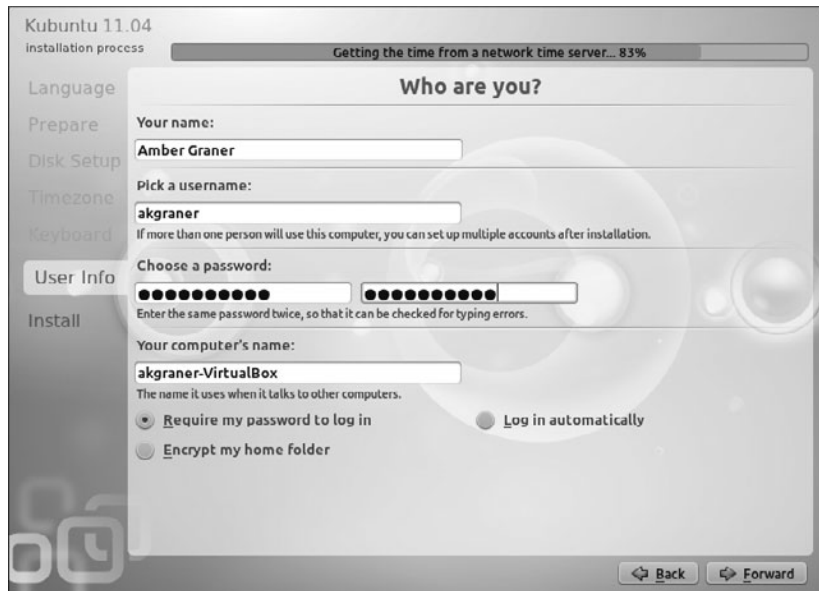 Kubuntu 11.04
installation process
Getting the time from a network time server... 83%
Language
Prepare
Disk Setup
Timezone
Keyboard
User Info
Install
Who are you?
Your name:
Amber Graner
Pick a username:
akgraner
If more than one person will use this computer, you can set up multiple accounts after installation.
Choose a password:
●●●●●●●●●● ●●●●●●●●●●
Enter the same password twice, so that it can be checked for typing errors.
Your computer's name:
akgraner-VirtualBox
The name it uses when it talks to other computers.
Require my password to log in
Log in automatically
Encrypt my home folder
Back
Forward